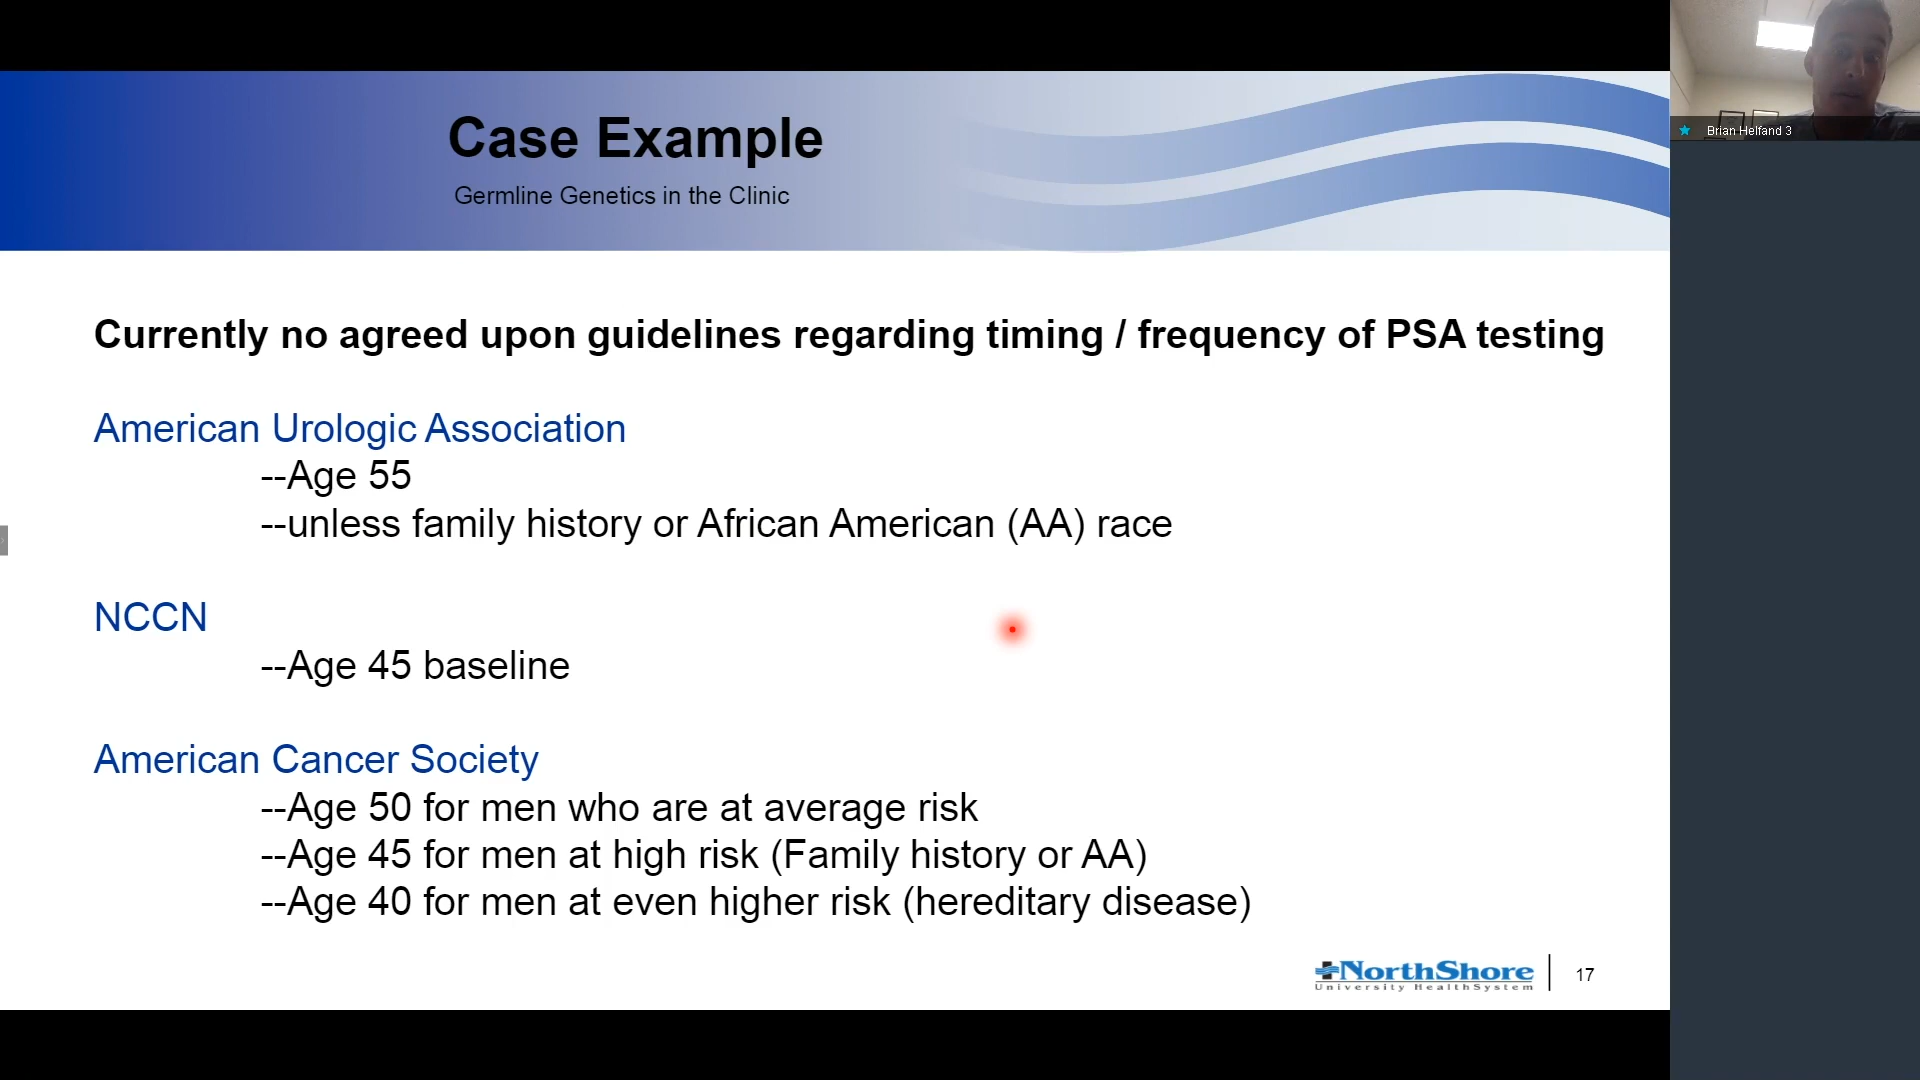 Case Example
Germline Genetics in the Clinic
Brian Helfand 3
Currently no agreed upon guidelines regarding timing / frequency of PSA testing
American Urologic Association
--Age 55
--unless family history or African American (AA) race
NCCN
--Age 45 baseline
American Cancer Society
--Age 50 for men who are at average risk
--Age 45 for men at high risk (Family history or AA)
--Age 40 for men at even higher risk (hereditary disease)
NorthShore
University HealthSystem
17